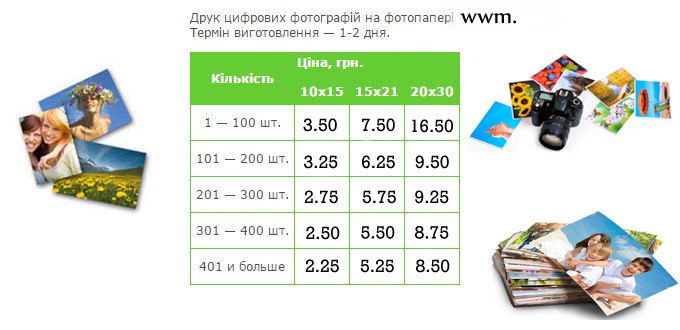 Друк цифрових фотографій на фотопапері wwm.
Термін виготовлення — 1-2 дня.
Кількість Ціна, грн.
10x15 15x21 20x30
1 — 100 шт. 3.50 7.50 16.50
101 — 200 шт. 3.25 6.25 9.50
201 — 300 шт. 2.75 5.75 9.25
301 — 400 шт. 2.50 5.50 8.75
401 и больше 2.25 5.25 8.50